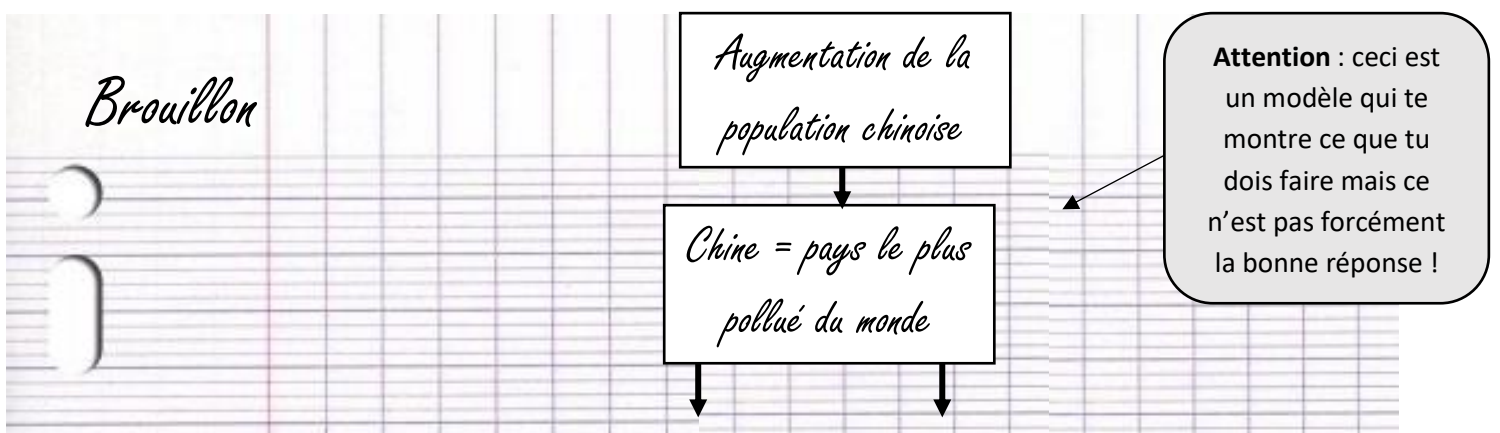 Brouillon
Augmentation de la
population chinoise
Chine = pays le plus
pollué du monde
Attention : ceci est
un modèle qui te
montre ce que tu
dois faire mais ce
n'est pas forcément
la bonne réponse !